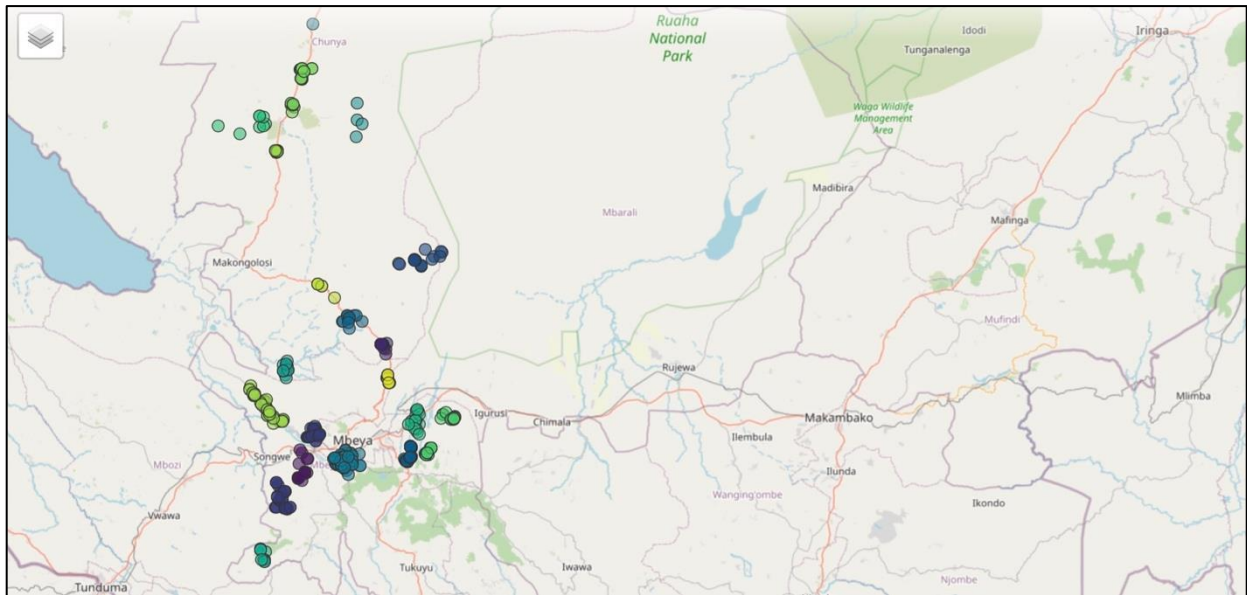 Ruaha
National
Park
Idodi
Tunganalenga
Iringa
Chunya
Waga Wildlife
Management
Area
Madibira
Mbarali
Mafinga
Makongolosi
Mufindi
Rujewa
Mlimba
Igurusi
Chimala
Makambako
Mbeya
Ilembula
Songwe
Mbozi
Mbe
Ilunda
Wanging'ombe
Ikondo
Vwawa
Tukuyu
Iwawa
Njombe
Tunduma